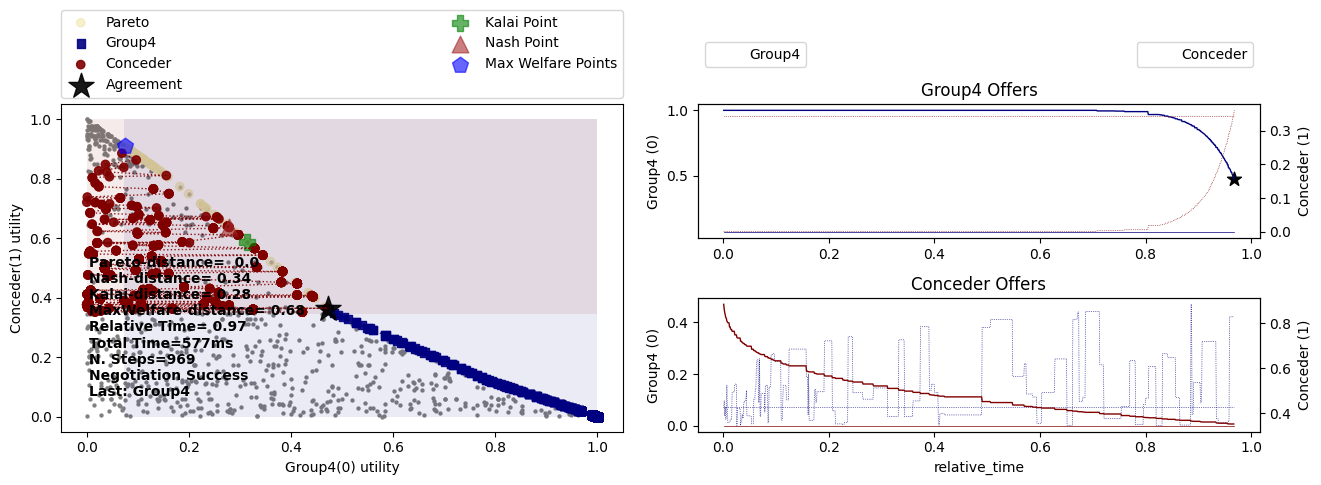 Pareto
Group4
Conceder
Agreement
Kalai Point
Nash Point
Max Welfare Points
1.0
0.8
0.6
0.4
0.2
0.0
Conceder(1) utility
Pareto-distance= 0.0
Nash-distance= 0.34
Kalai-distance= 0.28
MaxWelfare-distance= 0.68
Relative Time= 0.97
Total Time=577ms
N. Steps=969
Negotiation Success
Last: Group4
0.0 0.2 0.4 0.6 0.8 1.0
Group4(0) utility
Group4
Conceder
Group4 Offers
1.0
0.5
Group4 (0)
0.3
0.2
0.1
0.0
Conceder (1)
0.0 0.2 0.4 0.6 0.8 1.0
Conceder Offers
0.4
0.2
0.0
Group4 (0)
0.8
0.6
0.4
Conceder (1)
0.0 0.2 0.4 0.6 0.8 1.0
relative_time